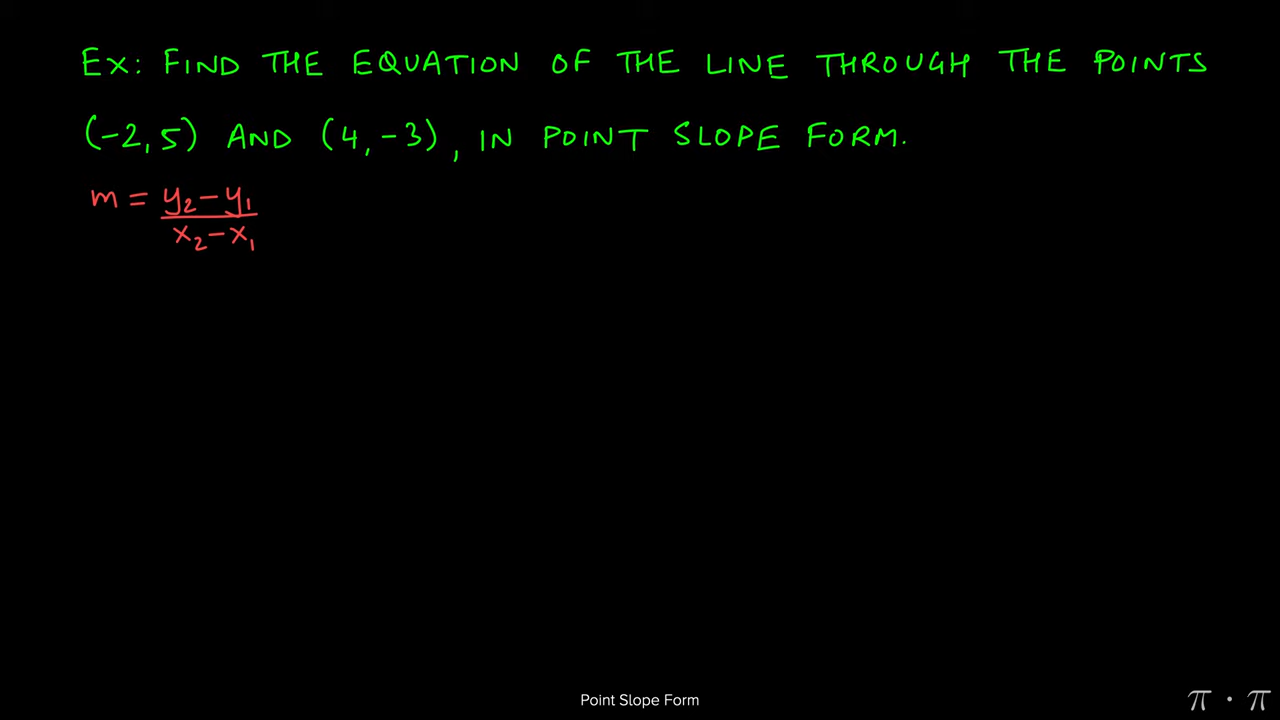 EX: FIND THE EQUATION OF THE LINE THROUGH THE POINTS
(-2,5) AND (4,-3), IN POINT SLOPE FORM.
m = y₂-y₁
x₂-x₁
Point Slope Form
π · π